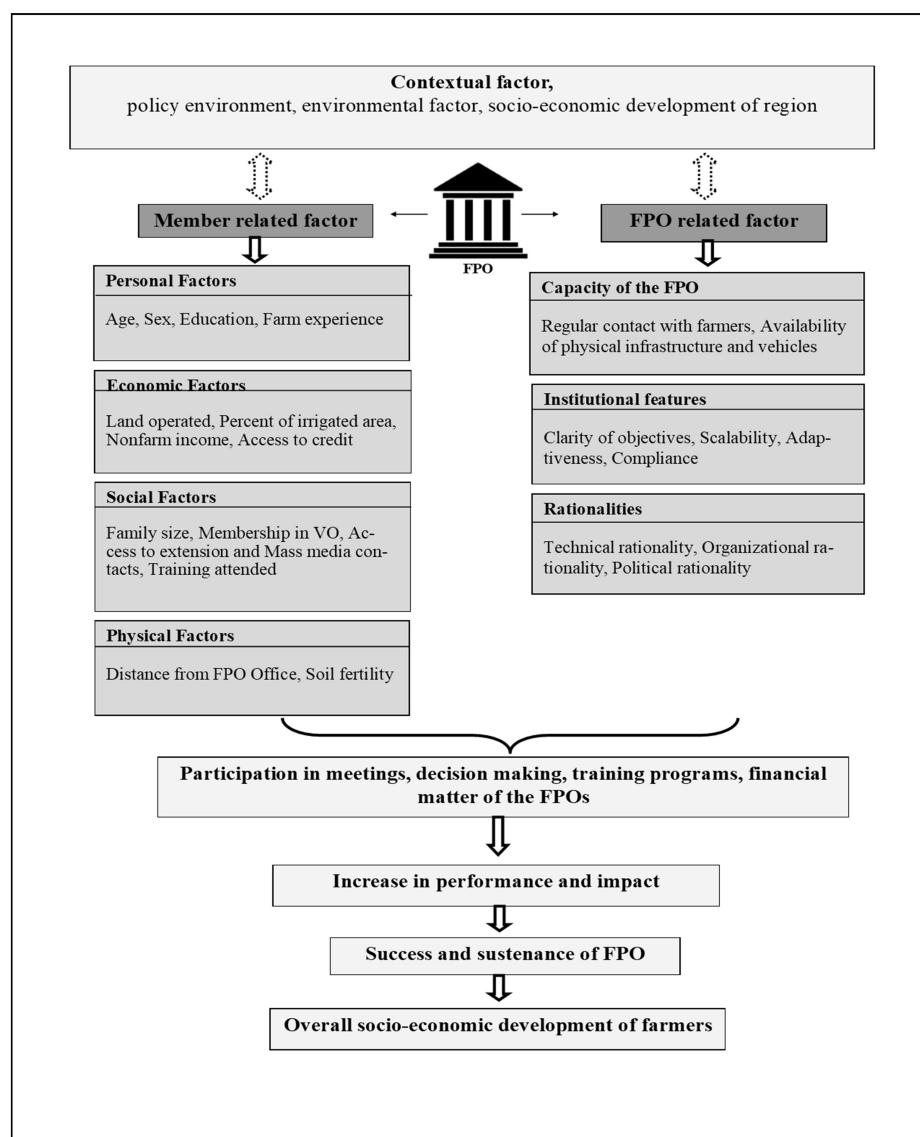 Contextual factor,
policy environment, environmental factor, socio-economic development of region
Member related factor
FPO
FPO related factor
Personal Factors
Age, Sex, Education, Farm experience
Economic Factors
Land operated, Percent of irrigated area,
Nonfarm income, Access to credit
Social Factors
Family size, Membership in VO, Ac-
cess to extension and Mass media con-
tacts, Training attended
Physical Factors
Distance from FPO Office, Soil fertility
Capacity of the FPO
Regular contact with farmers, Availability
of physical infrastructure and vehicles
Institutional features
Clarity of objectives, Scalability, Adap-
tiveness, Compliance
Rationalities
Technical rationality, Organizational ra-
tionality, Political rationality
Participation in meetings, decision making, training programs, financial
matter of the FPOs
Increase in performance and impact
Success and sustenance of FPO
Overall socio-economic development of farmers